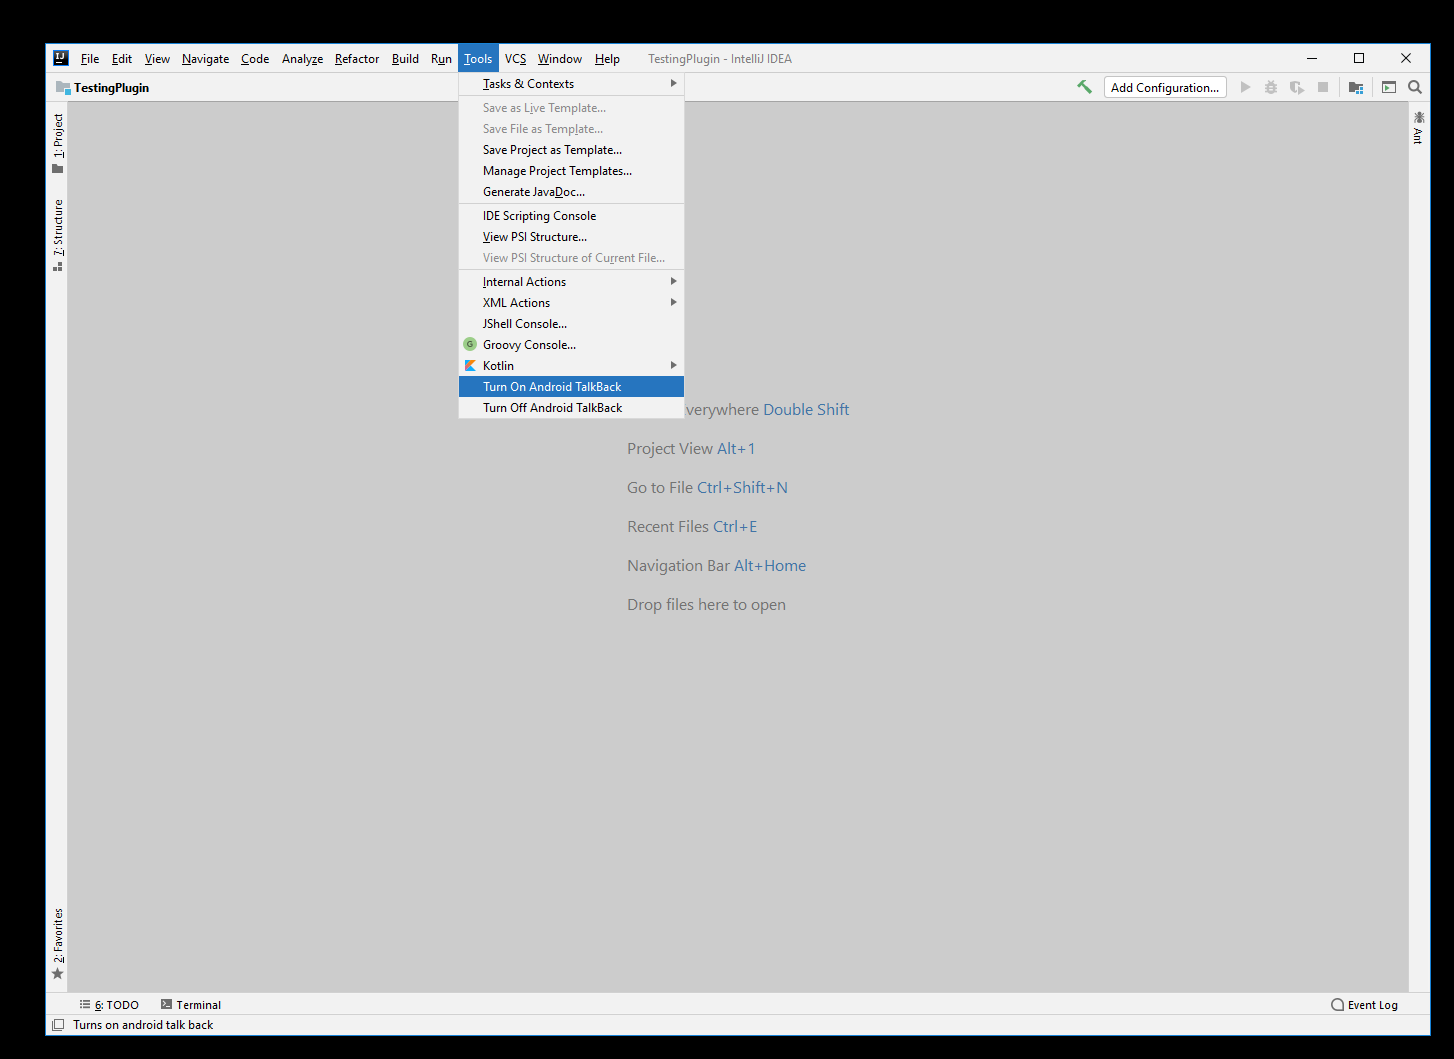 IJ File Edit View Navigate Code Analyze Refactor Build Run Tools VCS Window Help TestingPlugin - IntelliJ IDEA
TestingPlugin
Add Configuration...
Tasks & Contexts
Save as Live Template...
Save File as Template...
Save Project as Template...
Manage Project Templates...
Generate JavaDoc...
IDE Scripting Console
View PSI Structure...
View PSI Structure of Current File...
Internal Actions
XML Actions
JShell Console...
G Groovy Console...
Kotlin
Turn On Android TalkBack
Turn Off Android TalkBack
1: Project
7: Structure
2: Favorites
Ant
verywhere Double Shift
Project View Alt+1
Go to File Ctrl+Shift+N
Recent Files Ctrl+E
Navigation Bar Alt+Home
Drop files here to open
6: TODO Terminal Event Log
Turns on android talk back